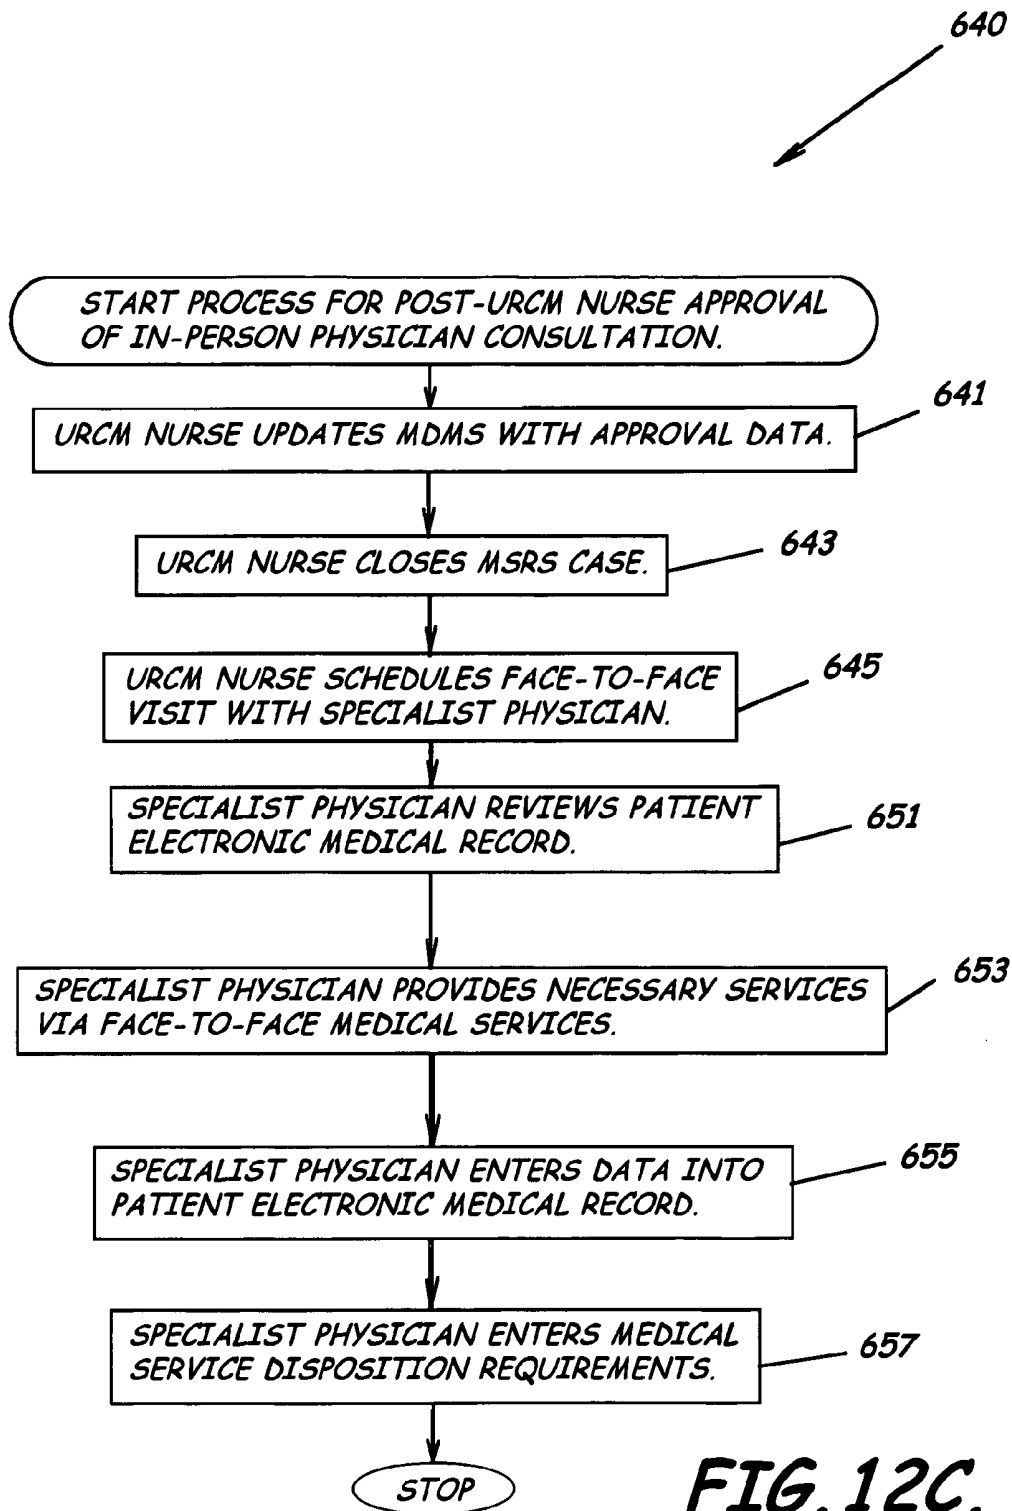 640
START PROCESS FOR POST-URCM NURSE APPROVAL
OF IN-PERSON PHYSICIAN CONSULTATION.
641
URCM NURSE UPDATES MDMS WITH APPROVAL DATA.
643
URCM NURSE CLOSES MSRS CASE.
645
URCM NURSE SCHEDULES FACE-TO-FACE
VISIT WITH SPECIALIST PHYSICIAN.
651
SPECIALIST PHYSICIAN REVIEWS PATIENT
ELECTRONIC MEDICAL RECORD.
653
SPECIALIST PHYSICIAN PROVIDES NECESSARY SERVICES
VIA FACE-TO-FACE MEDICAL SERVICES.
655
SPECIALIST PHYSICIAN ENTERS DATA INTO
PATIENT ELECTRONIC MEDICAL RECORD.
657
SPECIALIST PHYSICIAN ENTERS MEDICAL
SERVICE DISPOSITION REQUIREMENTS.
STOP
FIG. 12C.